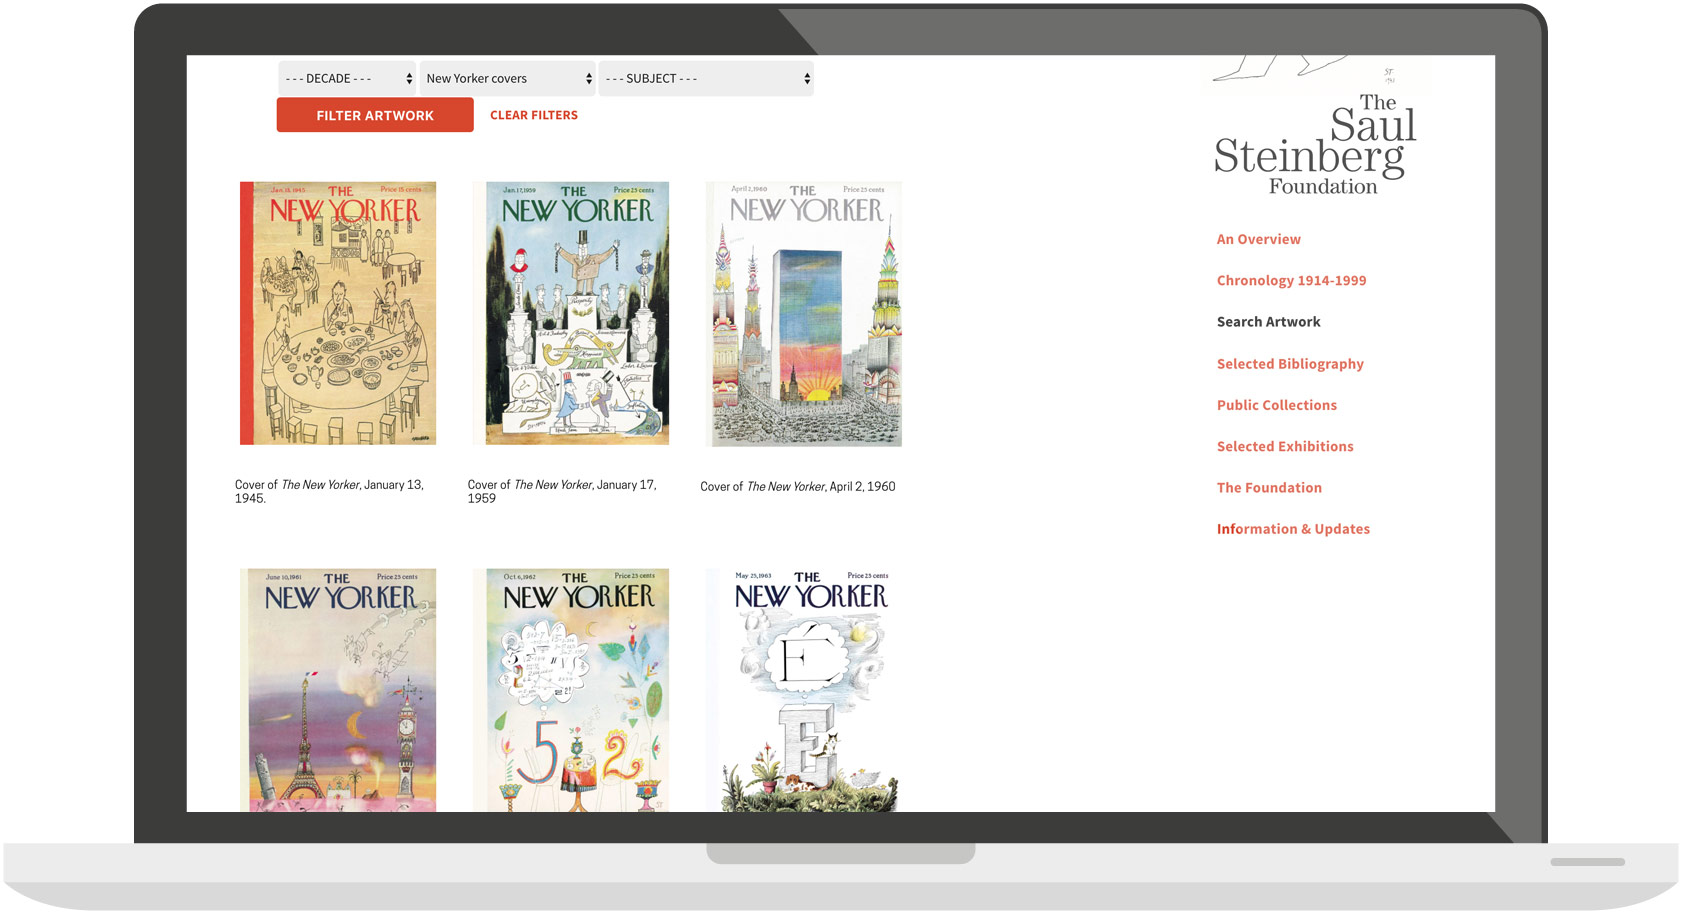 - - - DECADE - - -
New Yorker covers
- - - SUBJECT - - -
FILTER ARTWORK
CLEAR FILTERS
ST
The
Saul
Steinberg
Foundation
An Overview
Chronology 1914-1999
Search Artwork
Selected Bibliography
Public Collections
Selected Exhibitions
The Foundation
Information & Updates
Jan. 13, 1945
THE
Price 15 cents
NEW YORKER
Jan. 17, 1959
THE
Price 25 cents
NEW YORKER
Prosperity
April 2, 1960
THE
Price 25 cents
NEW YORKER
Cover of The New Yorker, January 13,
1945.
Cover of The New Yorker, January 17,
1959
Cover of The New Yorker, April 2, 1960
June 10, 1961
THE
Price 25 cents
NEW YORKER
Oct. 6, 1962
THE
Price 25 cents
NEW YORKER
5 2
May 25, 1963
THE
Price 25 cents
NEW YORKER
É
E